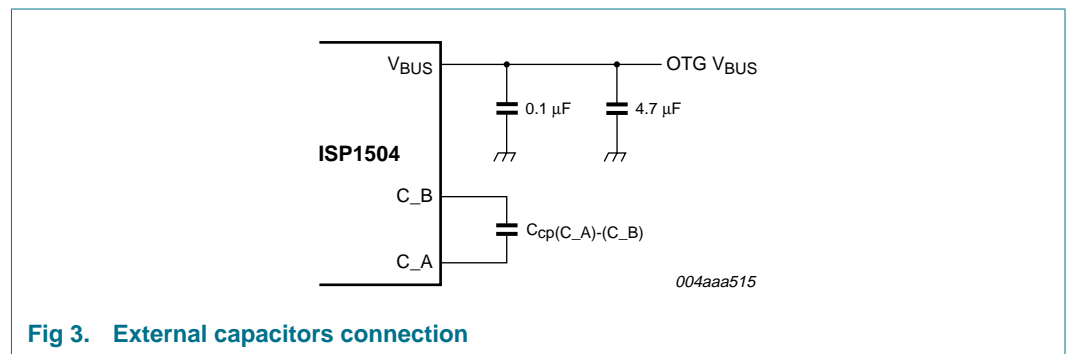 VBUS
OTG VBUS
0.1 μF
4.7 μF
ISP1504
C_B
Ccp(C_A)-(C_B)
C_A
004aaa515
Fig 3. External capacitors connection